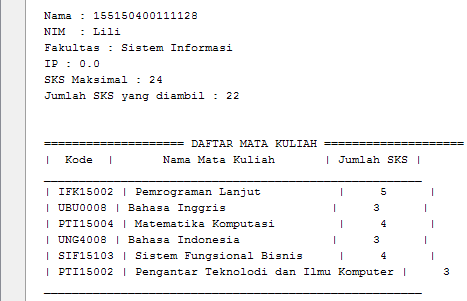 Nama : 155150400111128
NIM  : Lili
Fakultas : Sistem Informasi
IP : 0.0
SKS Maksimal : 24
Jumlah SKS yang diambil : 22
==================== DAFTAR MATA KULIAH ====================
|  Kode  |       Nama Mata Kuliah       | Jumlah SKS |
| IFK15002 | Pemrograman Lanjut           |     5      |
| UBU0008 | Bahasa Inggris               |     3      |
| PTI15004 | Matematika Komputasi         |     4      |
| UNG4008 | Bahasa Indonesia             |     3      |
| SIF15103 | Sistem Fungsional Bisnis     |     4      |
| PTI15002 | Pengantar Teknolodi dan Ilmu Komputer |     3